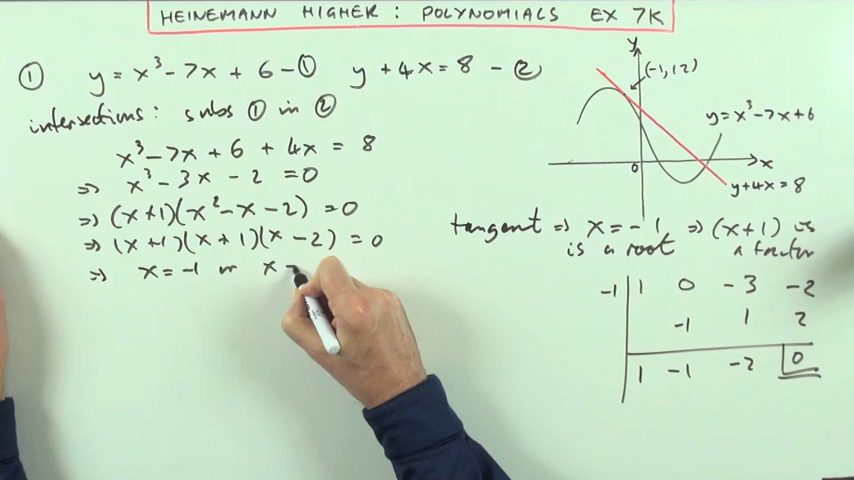 HEINEMANN HIGHER : POLYNOMIALS EX 7K
① y = x³ - 7x + 6 - ① y + 4x = 8 - ②
intersections: subs ① in ②
x³ - 7x + 6 + 4x = 8
⇒ x³ - 3x - 2 = 0
⇒ (x+1)(x² - x - 2) = 0
⇒ (x+1)(x+1)(x-2) = 0
⇒ x = -1 or x =
y
(-1,12)
y = x³ - 7x + 6
x
0
y + 4x = 8
tangent ⇒ x = -1 ⇒ (x+1) is
is a root a factor
-1 | 1 0 -3 -2
-1 1 2
1 -1 -2 0